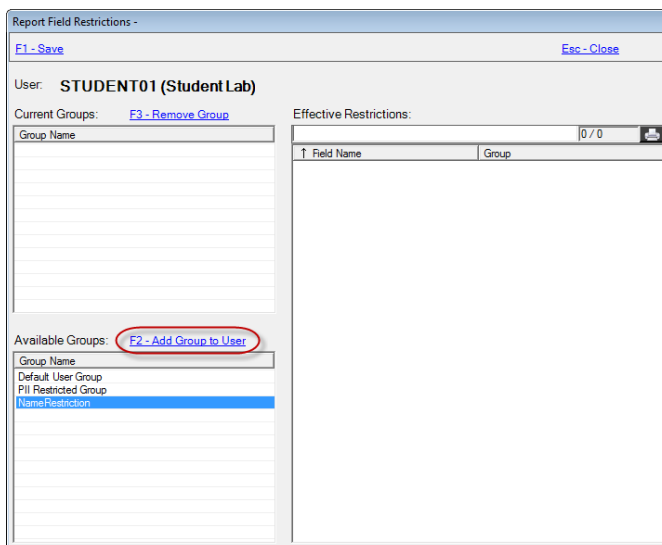 Report Field Restrictions -
F1 - Save
Esc - Close
User: STUDENT01 (Student Lab)
Current Groups:
F3 - Remove Group
Group Name
Effective Restrictions:
0 / 0
↑ Field Name
Group
Available Groups:
F2 - Add Group to User
Group Name
Default User Group
PII Restricted Group
NameRestriction